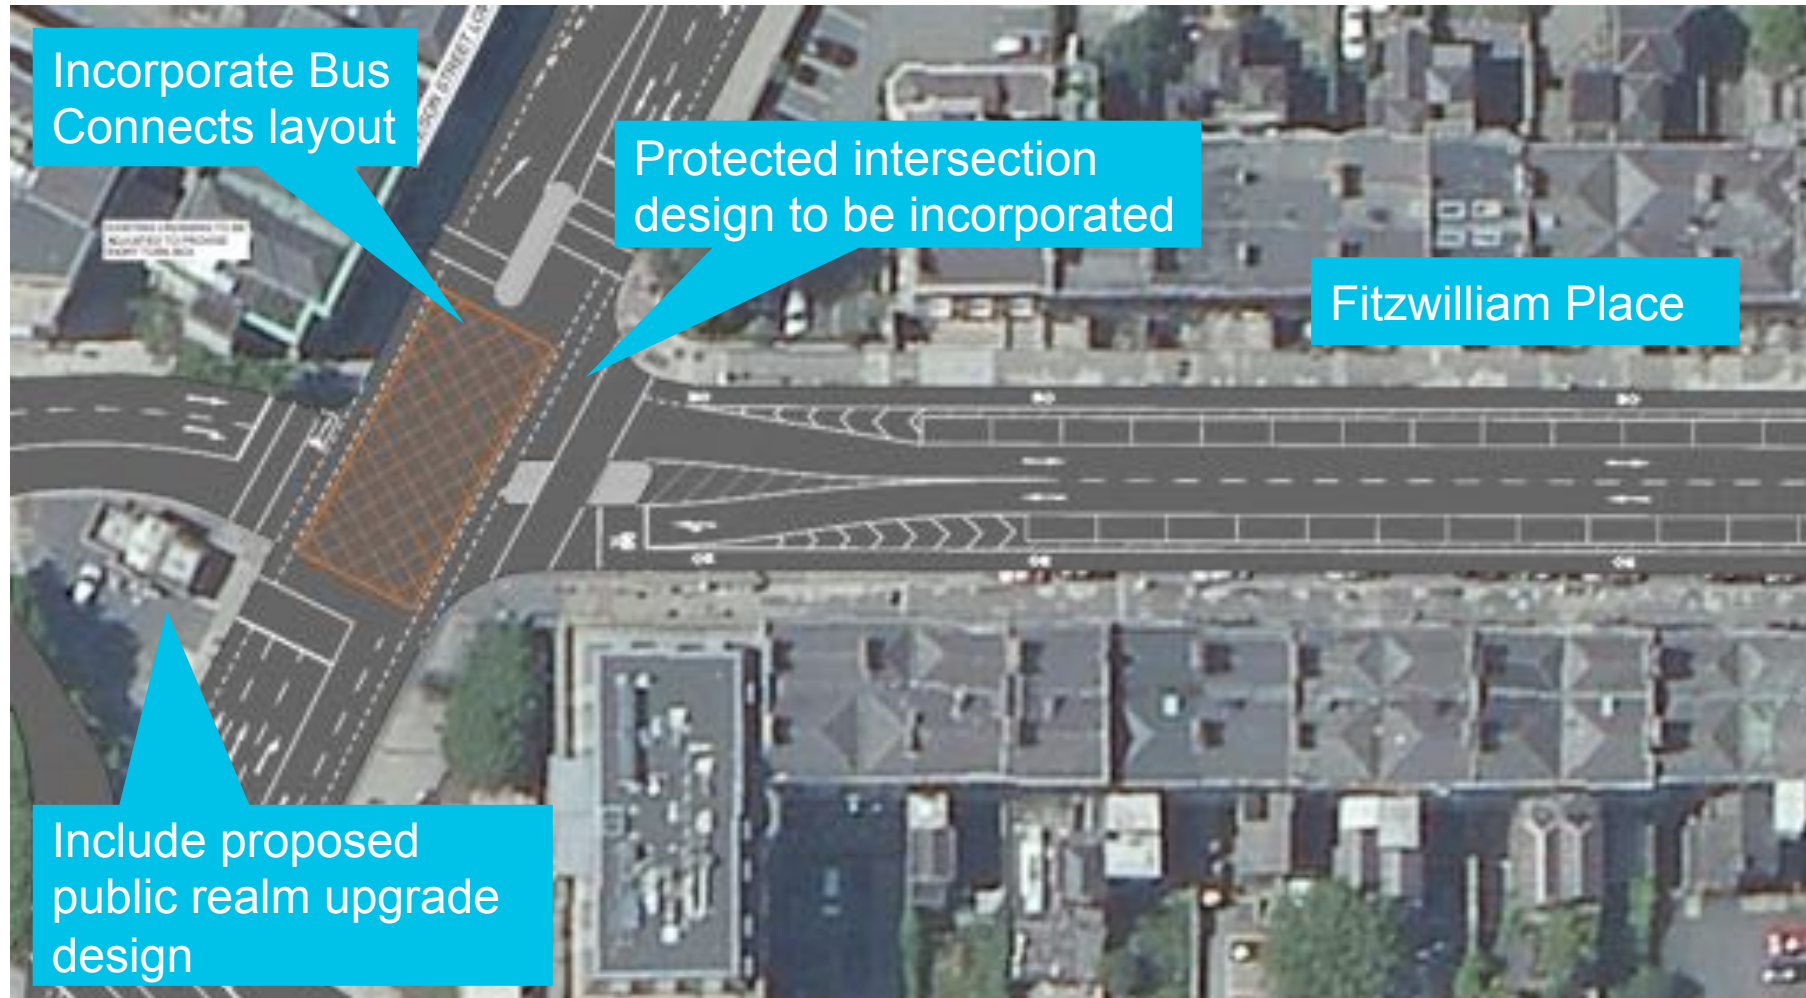 Incorporate Bus
Connects layout
Protected intersection
design to be incorporated
Fitzwilliam Place
Include proposed
public realm upgrade
design